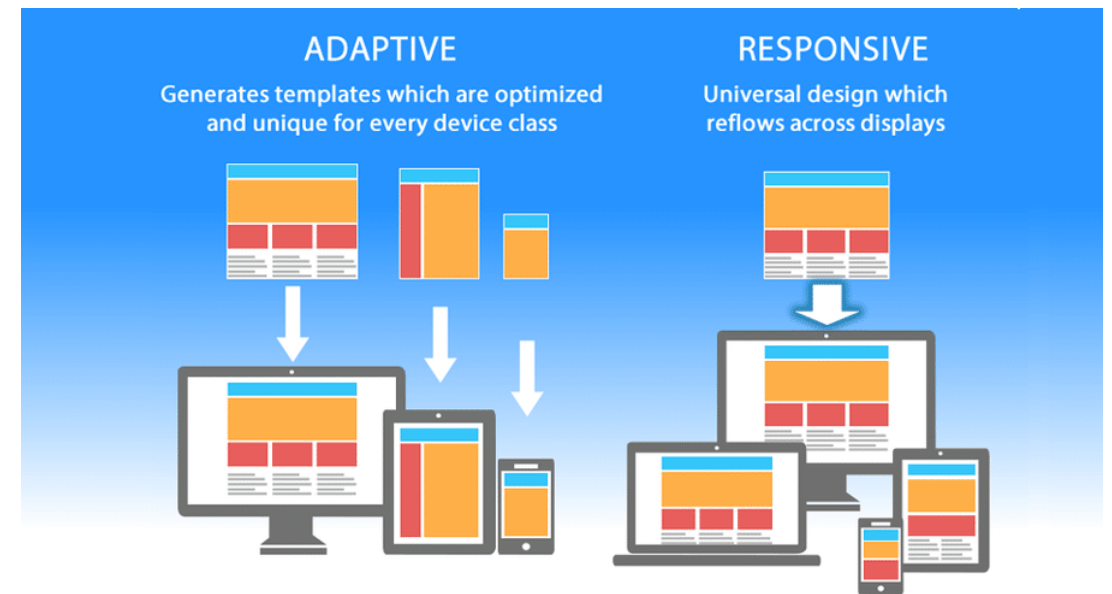 ADAPTIVE
Generates templates which are optimized
and unique for every device class
RESPONSIVE
Universal design which
reflows across displays